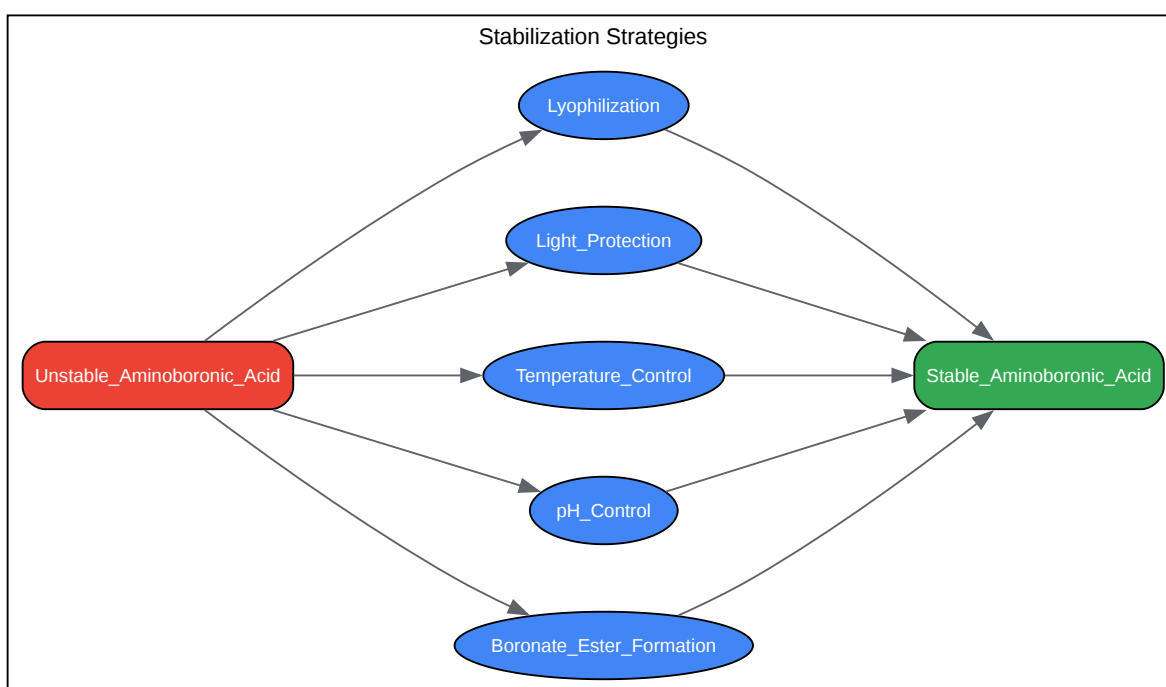 Stabilization Strategies
Lyophilization
Light_Protection
Unstable_Aminoboronic_Acid
Temperature_Control
Stable_Aminoboronic_Acid
pH_Control
Boronate_Ester_Formation